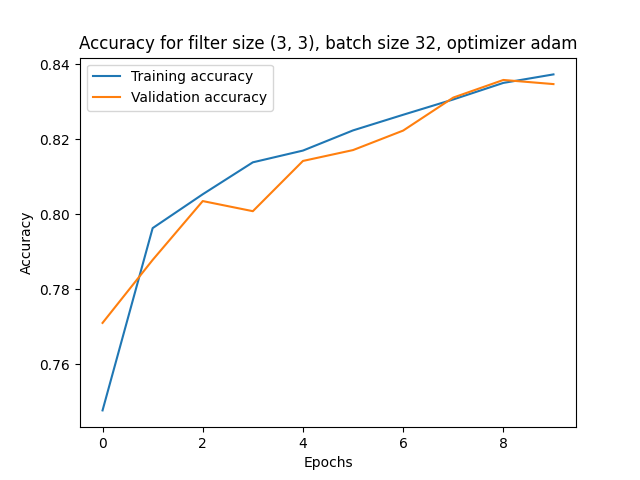 Accuracy for filter size (3, 3), batch size 32, optimizer adam
Training accuracy
Validation accuracy
0.84
0.82
0.80
0.78
0.76
Accuracy
0 2 4 6 8
Epochs